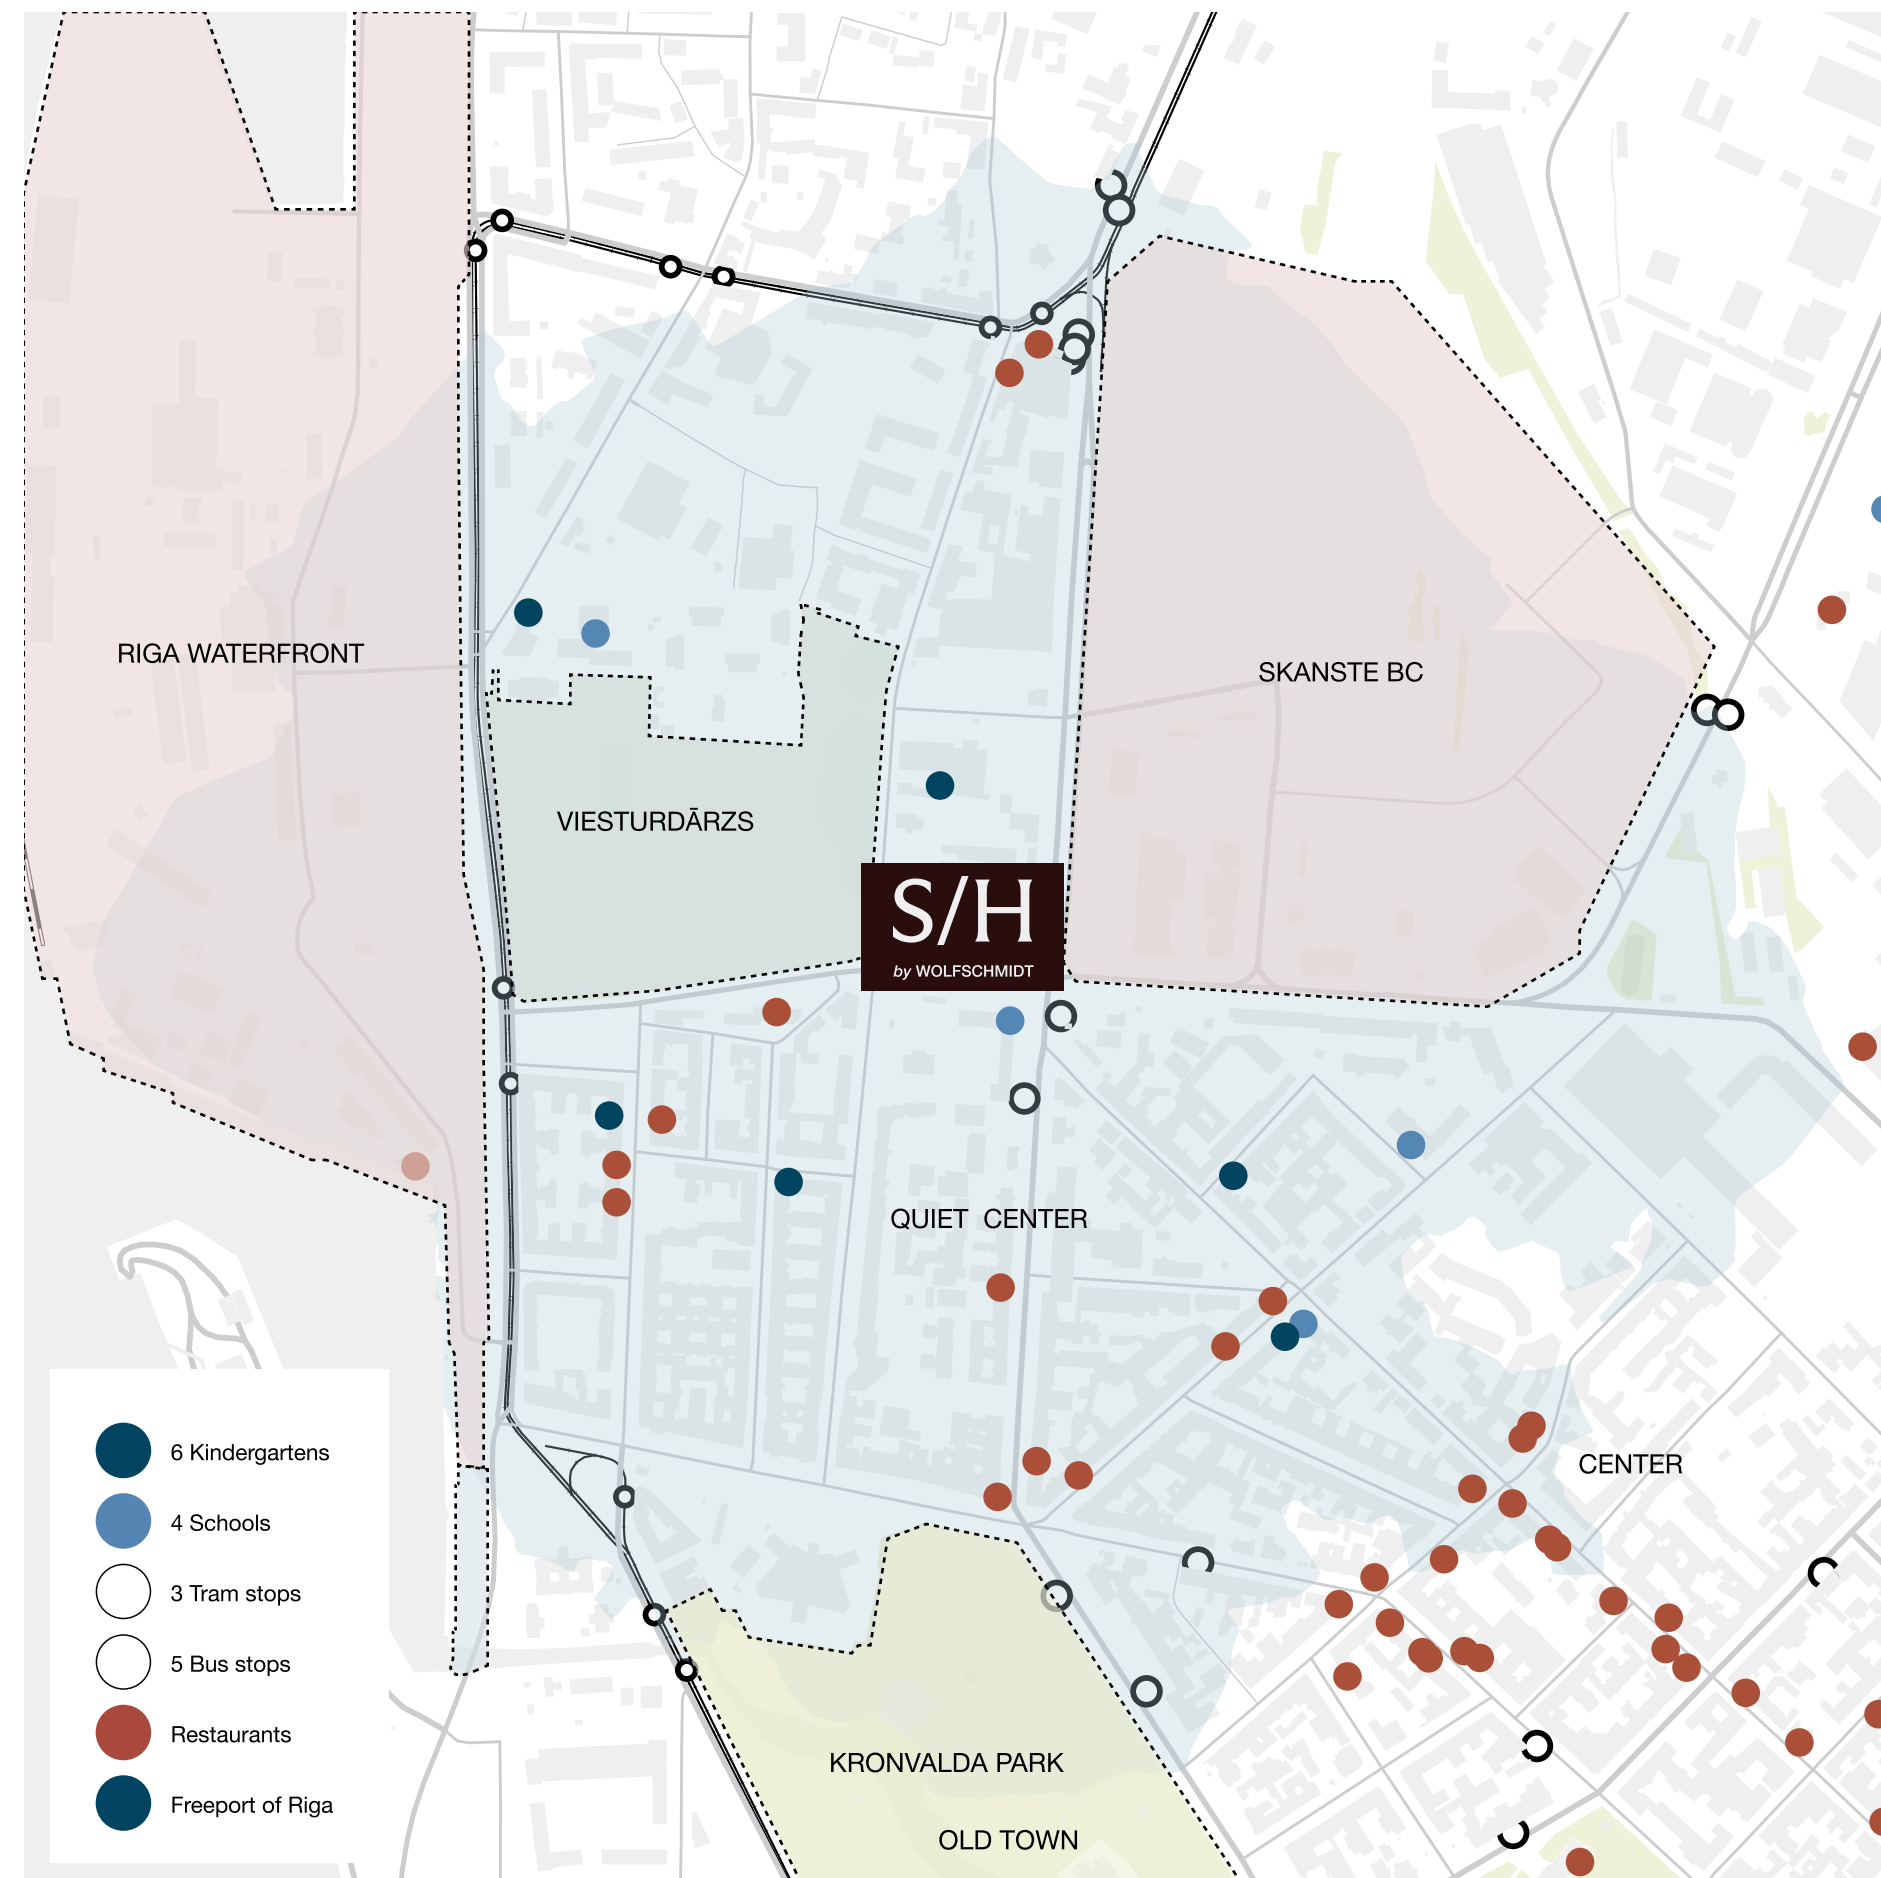 RIGA WATERFRONT
SKANSTE BC
VIESTURDĀRZS
S/H
by WOLFSCHMIDT
QUIET CENTER
CENTER
6 Kindergartens
4 Schools
3 Tram stops
5 Bus stops
Restaurants
Freeport of Riga
KRONVALDA PARK
OLD TOWN